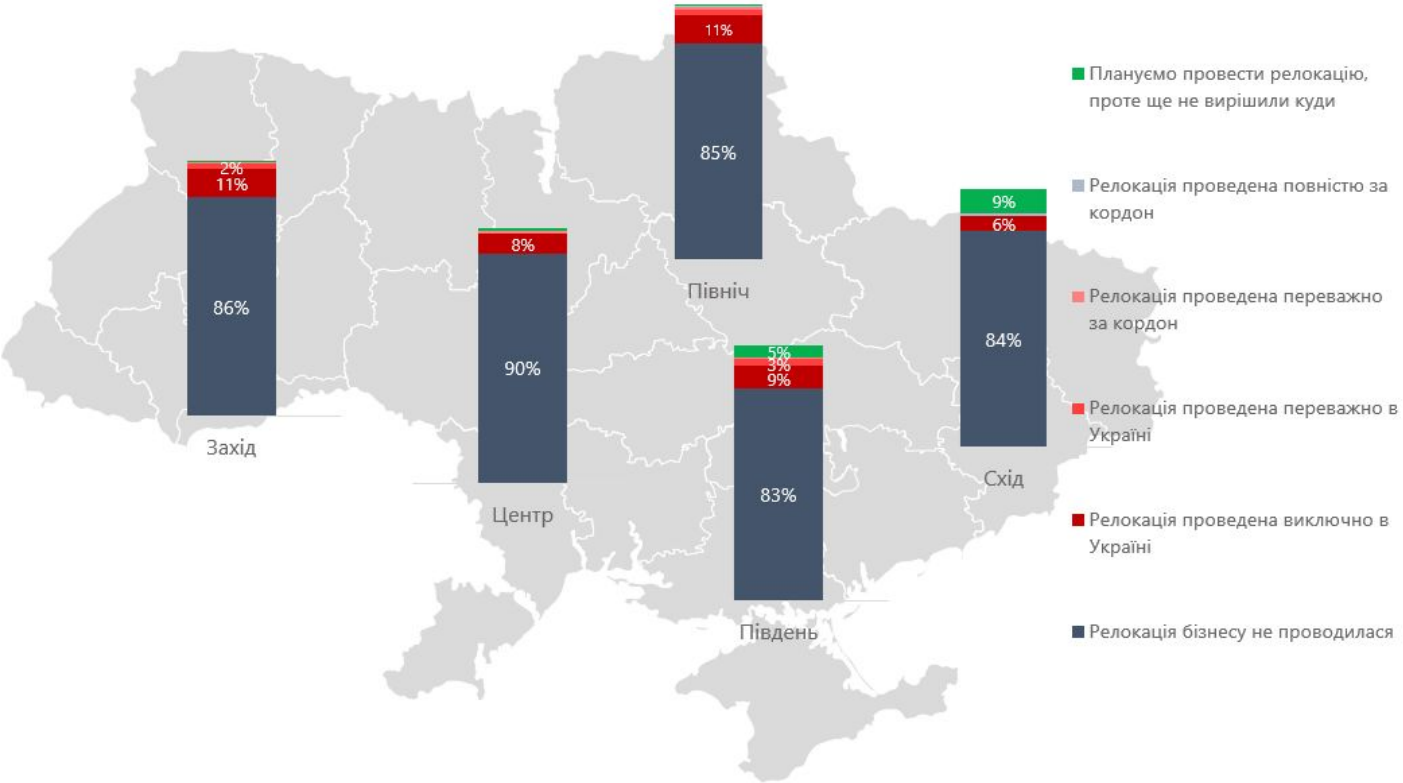 11%
85%
Північ
2%
11%
86%
Захід
8%
90%
Центр
5%
3%
9%
83%
Південь
9%
6%
84%
Схід
Плануємо провести релокацію,
проте ще не вирішили куди
Релокація проведена повністю за
кордон
Релокація проведена переважно
за кордон
Релокація проведена переважно в
Україні
Релокація проведена виключно в
Україні
Релокація бізнесу не проводилася